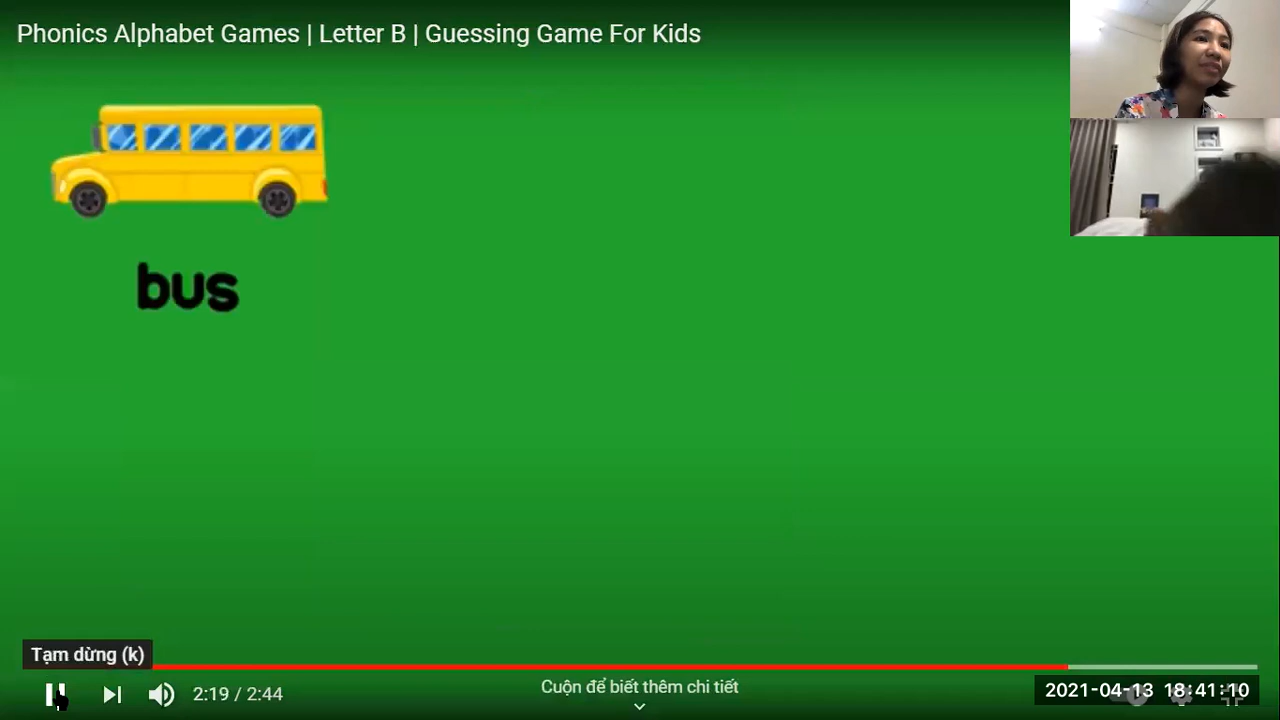 Phonics Alphabet Games | Letter B | Guessing Game For Kids
bus
Tạm dừng (k)
2:19 / 2:44
Cuộn để biết thêm chi tiết
2021-04-13 18:41:10